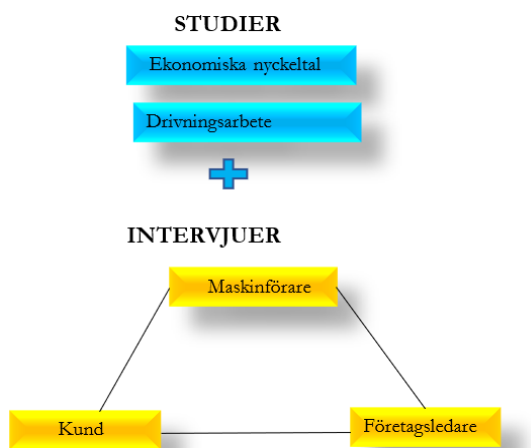 STUDIER
Ekonomiska nyckeltal
Drivningsarbete
INTERVJUER
Maskinförare
Kund
Företagsledare